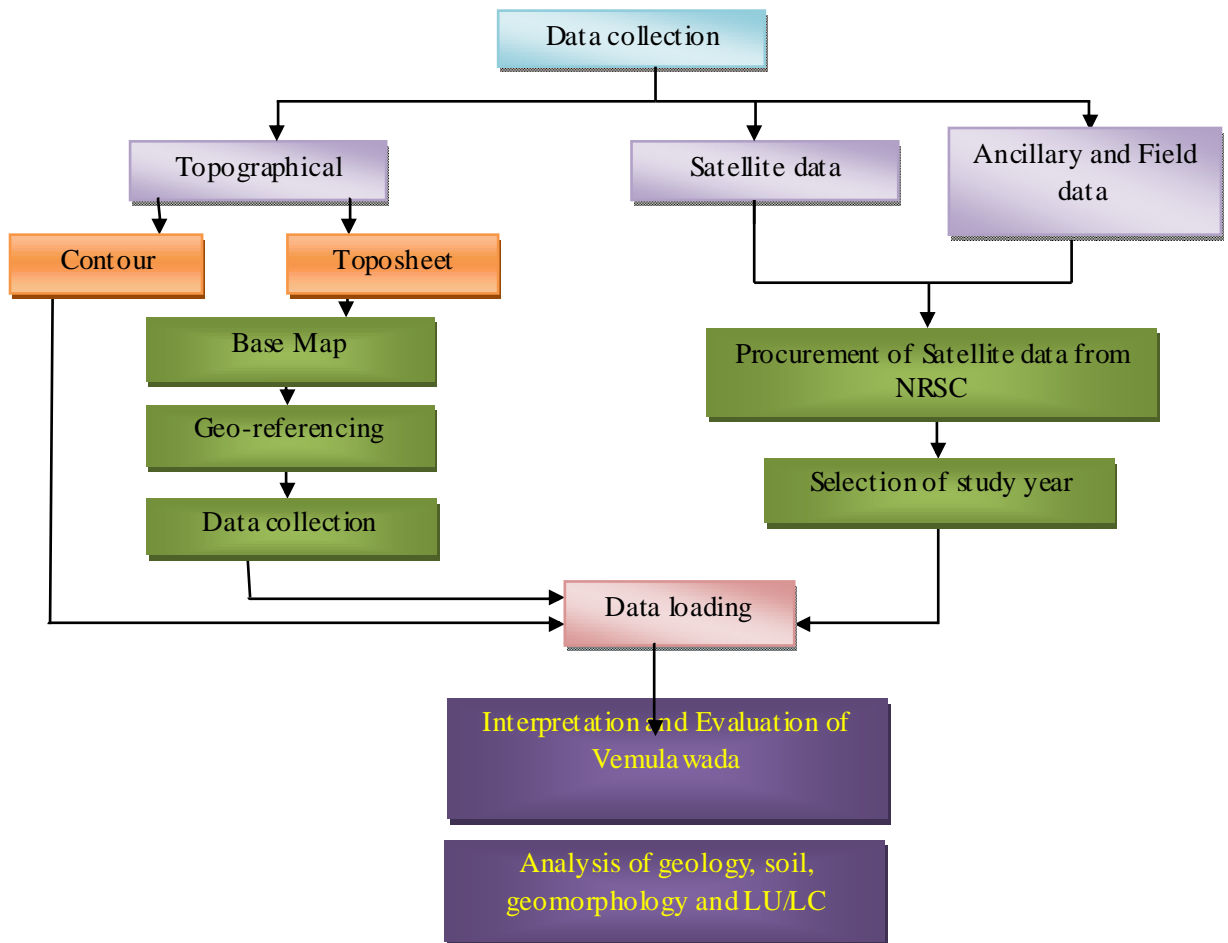 Data collection
Topographical
Satellite data
Ancillary and Field
data
Contour
Toposheet
Base Map
Procurement of Satellite data from
NRSC
Geo-referencing
Selection of study year
Data collection
Data loading
Interpretation and Evaluation of
Vemulawada
Analysis of geology, soil,
geomorphology and LU/LC